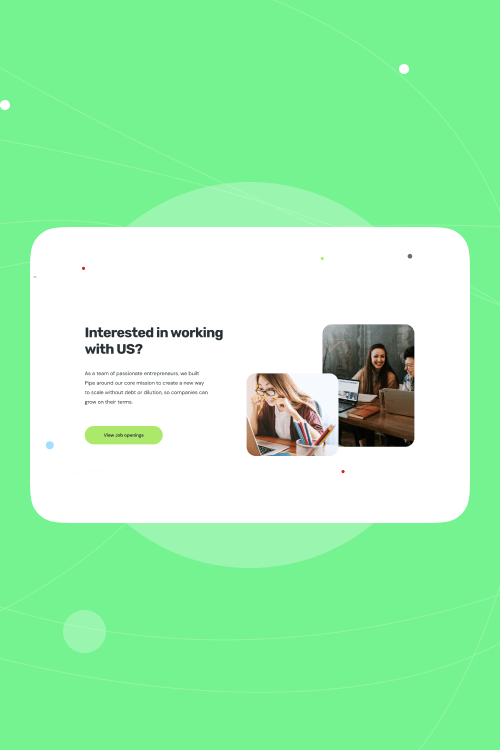 Interested in working
with US?
As a team of passionate entrepreneurs, we built
Pipe around our core mission to create a new way
to scale without debt or dilution, so companies can
grow on their terms.
View Job openings